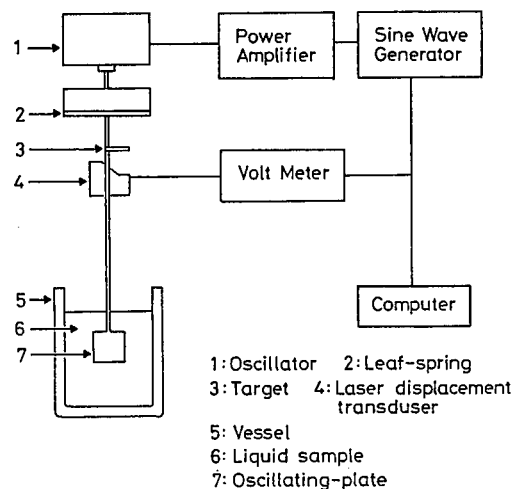 1
Power
Amplifier
Sine Wave
Generator
2
3
4
Volt Meter
5
6
7
Computer
1: Oscillator 2: Leaf-spring
3: Target 4: Laser displacement
transduser
5: Vessel
6: Liquid sample
7: Oscillating-plate